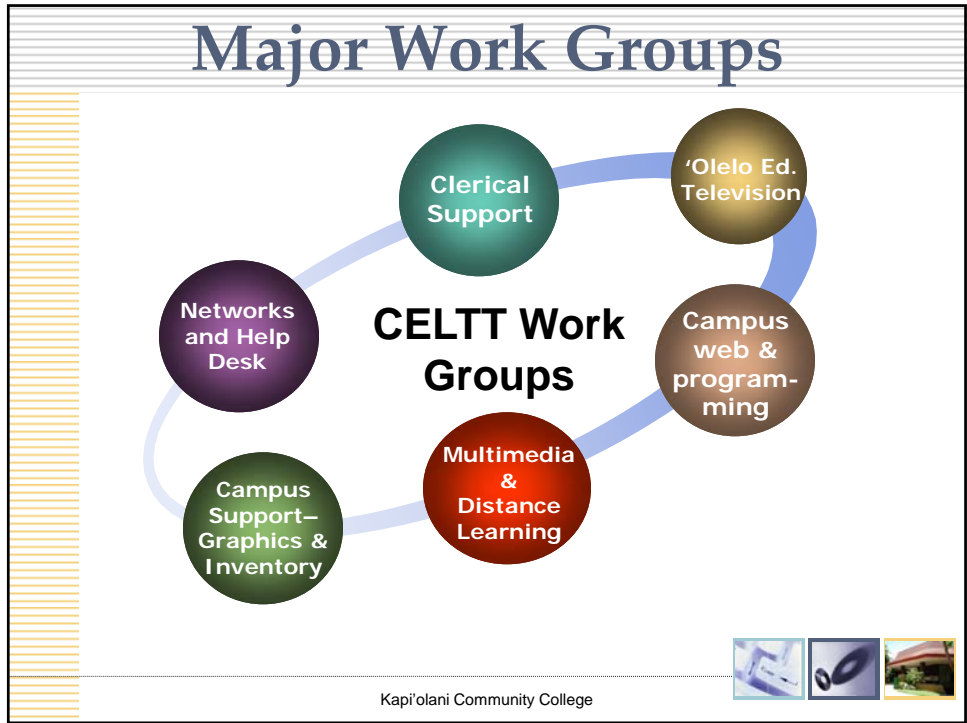 Major Work Groups
Clerical
Support
‘Olelo Ed.
Television
Networks
and Help
Desk
CELTT Work
Groups
Campus
web &
program-
ming
Multimedia
&
Distance
Learning
Campus
Support–
Graphics &
Inventory
Kapi’olani Community College